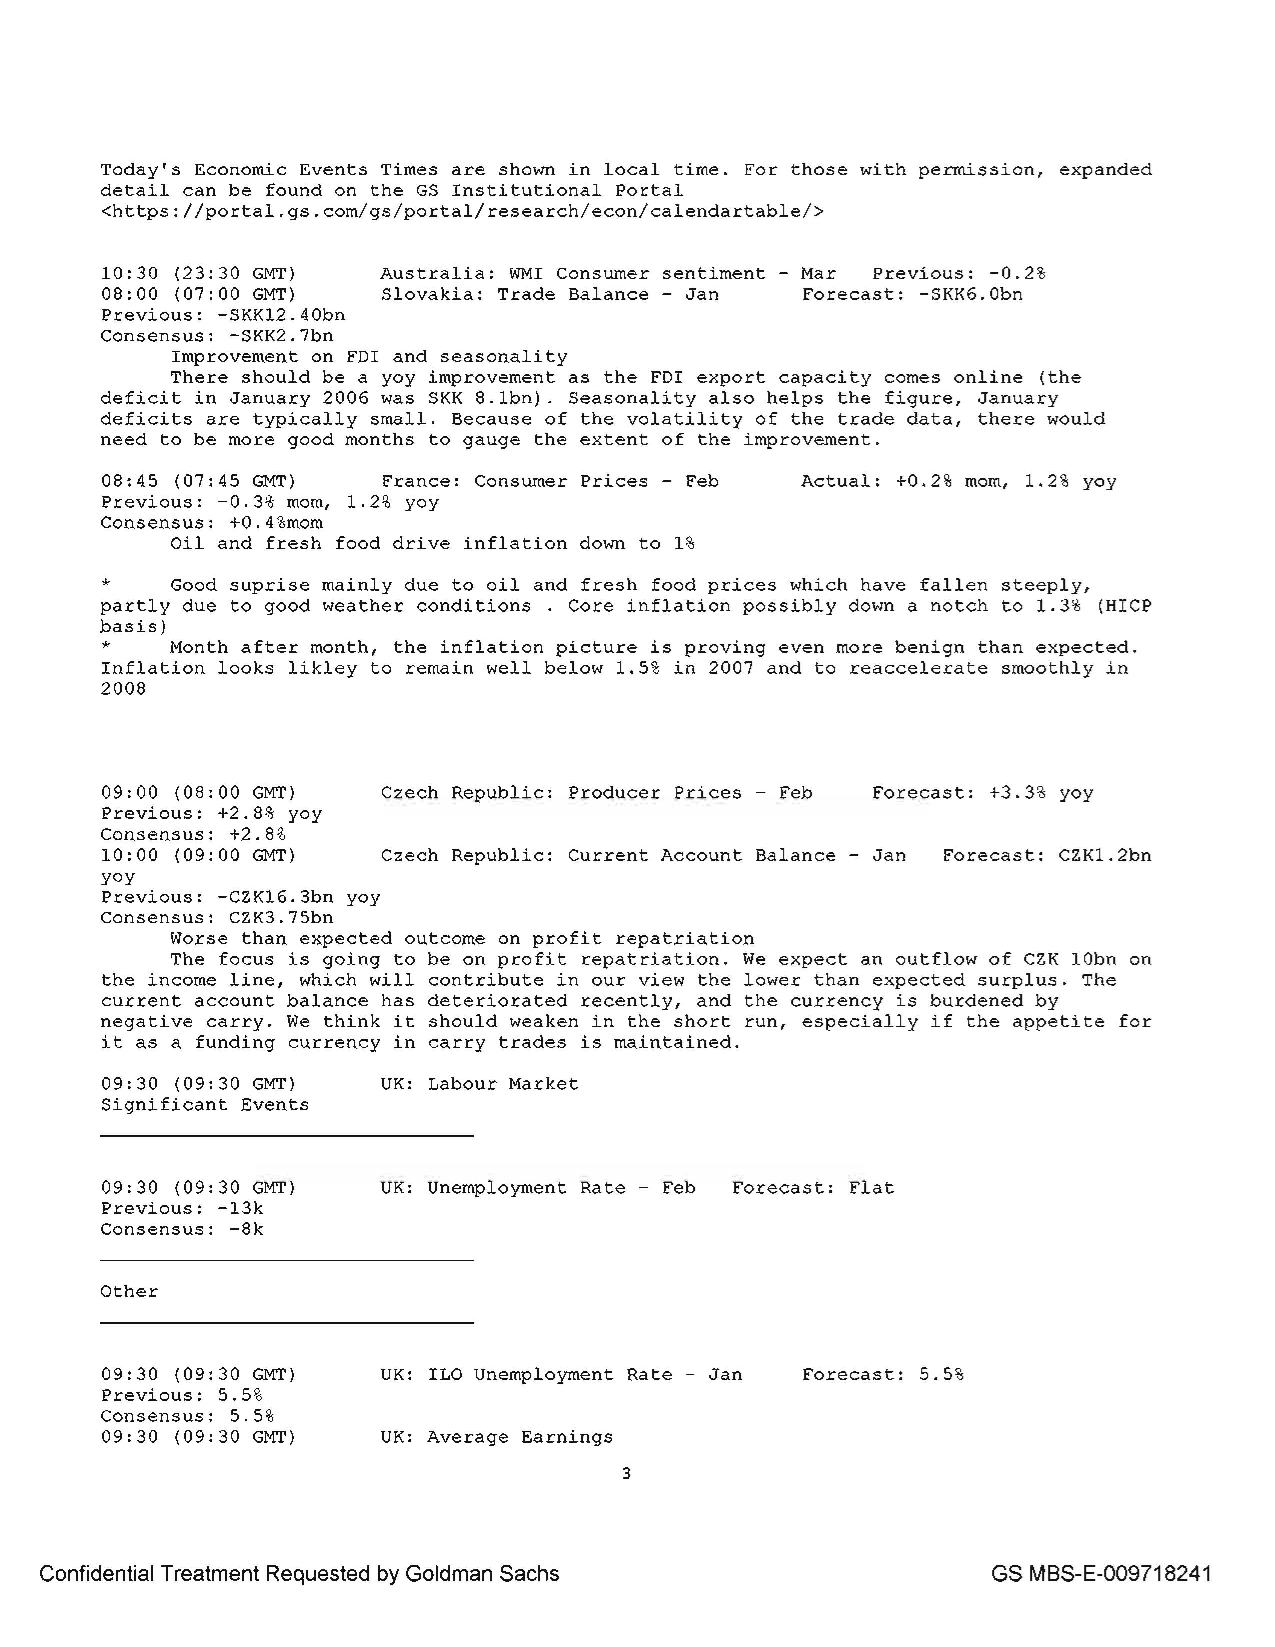 Today's Economic Events Times are shown in local time. For those with permission, expanded
detail can be found on the GS Institutional Portal
<https://portal.gs.com/gs/portal/research/econ/calendartable/>
10:30 (23:30 GMT) Australia: WMI Consumer sentiment - Mar Previous: -0.2%
08:00 (07:00 GMT) Slovakia: Trade Balance - Jan Forecast: -SKK6.0bn
Previous: -SKK12.40bn
Consensus: -SKK2.7bn
Improvement on FDI and seasonality
There should be a yoy improvement as the FDI export capacity comes online (the
deficit in January 2006 was SKK 8.1bn). Seasonality also helps the figure, January
deficits are typically small. Because of the volatility of the trade data, there would
need to be more good months to gauge the extent of the improvement.
08:45 (07:45 GMT) France: Consumer Prices - Feb Actual: +0.2% mom, 1.2% yoy
Previous: -0.3% mom, 1.2% yoy
Consensus: +0.4%mom
Oil and fresh food drive inflation down to 1%
* Good suprise mainly due to oil and fresh food prices which have fallen steeply,
partly due to good weather conditions . Core inflation possibly down a notch to 1.3% (HICP
basis)
* Month after month, the inflation picture is proving even more benign than expected.
Inflation looks likley to remain well below 1.5% in 2007 and to reaccelerate smoothly in
2008
09:00 (08:00 GMT) Czech Republic: Producer Prices - Feb Forecast: +3.3% yoy
Previous: +2.8% yoy
Consensus: +2.8%
10:00 (09:00 GMT) Czech Republic: Current Account Balance - Jan Forecast: CZK1.2bn
yoy
Previous: -CZK16.3bn yoy
Consensus: CZK3.75bn
Worse than expected outcome on profit repatriation
The focus is going to be on profit repatriation. We expect an outflow of CZK 10bn on
the income line, which will contribute in our view the lower than expected surplus. The
current account balance has deteriorated recently, and the currency is burdened by
negative carry. We think it should weaken in the short run, especially if the appetite for
it as a funding currency in carry trades is maintained.
09:30 (09:30 GMT) UK: Labour Market
Significant Events
09:30 (09:30 GMT) UK: Unemployment Rate - Feb Forecast: Flat
Previous: -13k
Consensus: -8k
Other
09:30 (09:30 GMT) UK: ILO Unemployment Rate - Jan Forecast: 5.5%
Previous: 5.5%
Consensus: 5.5%
09:30 (09:30 GMT) UK: Average Earnings
3
Confidential Treatment Requested by Goldman Sachs GS MBS-E-009718241